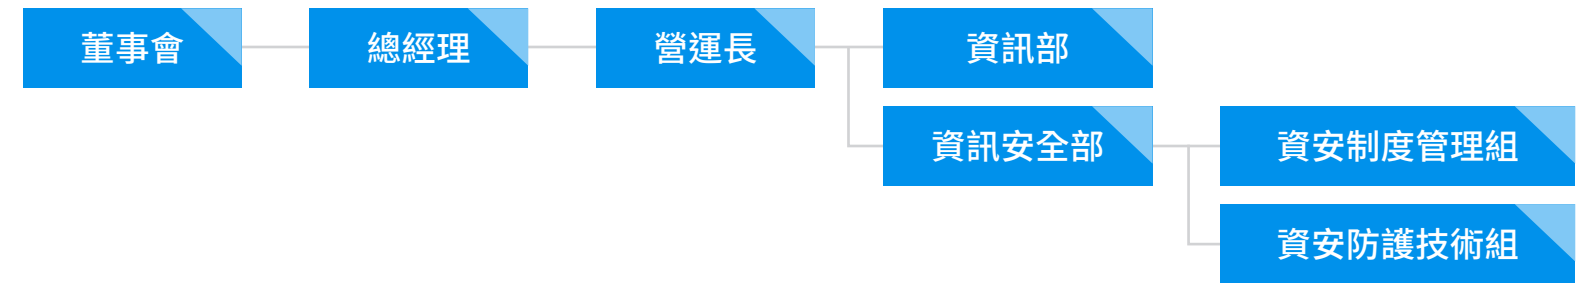 董事會
總經理
營運長
資訊部
資訊安全部
資安制度管理組
資安防護技術組